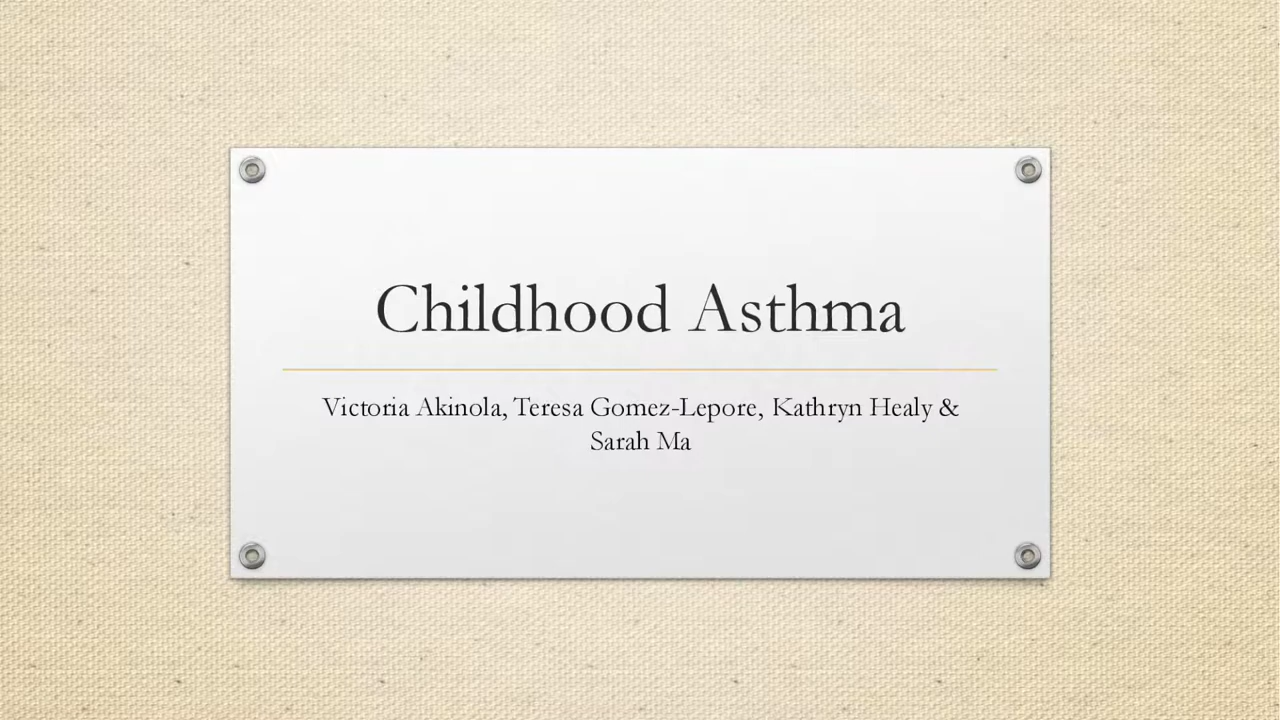 Childhood Asthma
Victoria Akinola, Teresa Gomez-Lepore, Kathryn Healy &
Sarah Ma